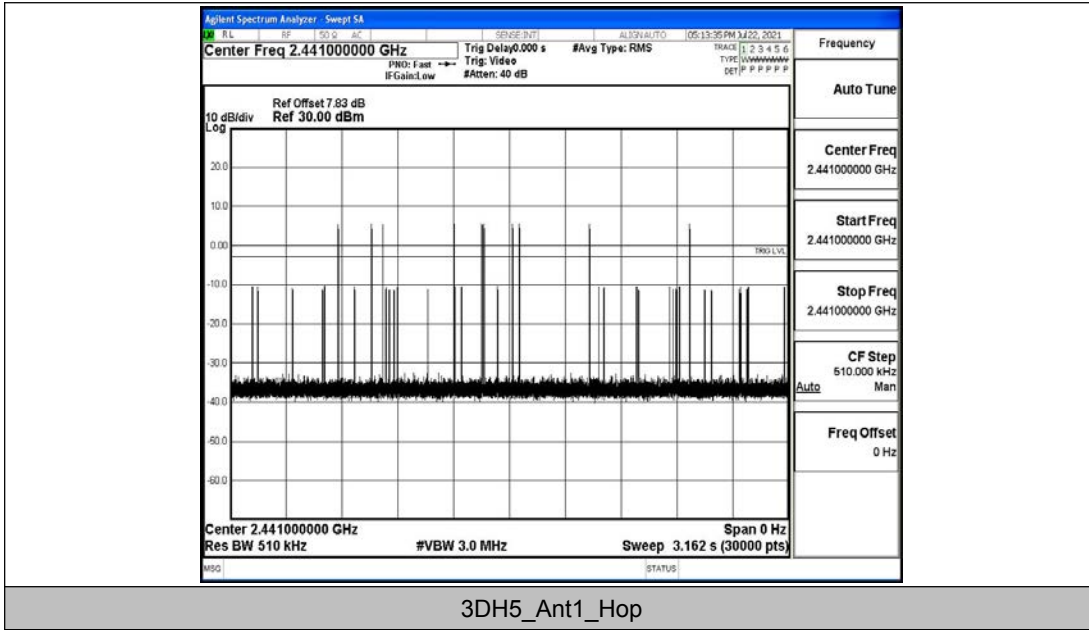 Agilent Spectrum Analyzer - Swept SA
RL RF 50 Ω AC SENSE:INT ALIGNAUTO 05:13:35 PM Jul 22, 2021
Center Freq 2.441000000 GHz
PNO: Fast
IFGain:Low
Trig Delay0.000 s
Trig: Video
#Atten: 40 dB
#Avg Type: RMS
TRACE 1 2 3 4 5 6
TYPE
DET P P P P P P
Frequency
Auto Tune
Ref Offset 7.83 dB
10 dB/div Ref 30.00 dBm
Log
20.0
10.0
0.00
TRIG LVL
-10.0
-20.0
-30.0
-40.0
-50.0
-60.0
Center Freq
2.441000000 GHz
Start Freq
2.441000000 GHz
Stop Freq
2.441000000 GHz
CF Step
510.000 kHz
Auto Man
Freq Offset
0 Hz
Center 2.441000000 GHz Span 0 Hz
Res BW 510 kHz #VBW 3.0 MHz Sweep 3.162 s (30000 pts)
MSG STATUS
3DH5_Ant1_Hop